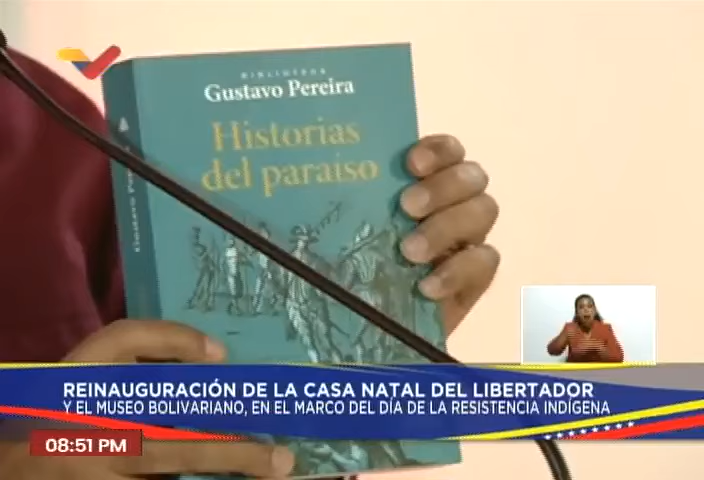 BIBLIOTECA
Gustavo Pereira
Historias
del paraíso
REINAUGURACIÓN DE LA CASA NATAL DEL LIBERTADOR
Y EL MUSEO BOLIVARIANO, EN EL MARCO DEL DÍA DE LA RESISTENCIA INDÍGENA
08:51 PM